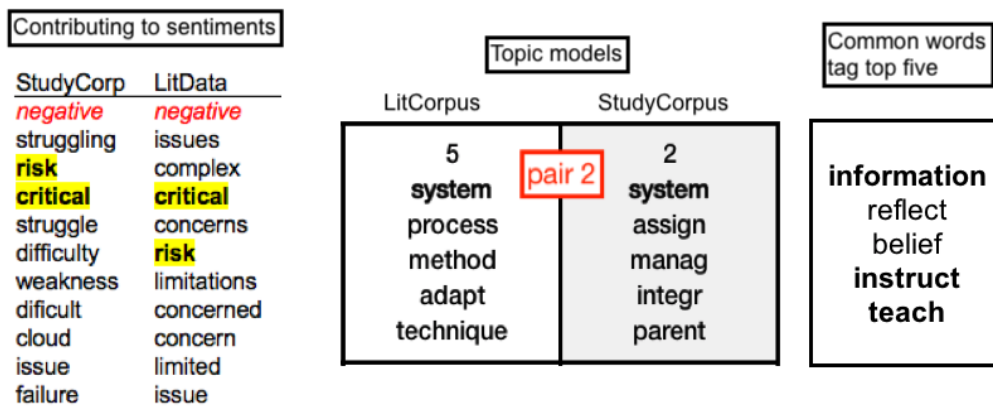 Contributing to sentiments
StudyCorp LitData
negative negative
struggling issues
risk complex
critical critical
struggle concerns
difficulty risk
weakness limitations
dificult concerned
cloud concern
issue limited
failure issue
Topic models
LitCorpus StudyCorpus
5 2
pair 2
system system
process assign
method manag
adapt integr
technique parent
Common words
tag top five
information
reflect
belief
instruct
teach